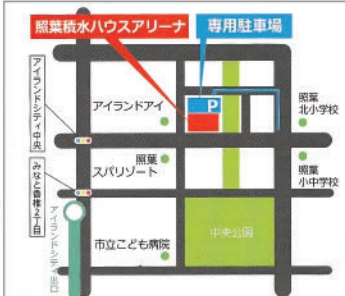 照葉積水ハウスアリーナ
専用駐車場
アイランドシティ中央
アイランドアイ
P
照葉
北小学校
みなと香椎2丁目
照葉
スパリゾート
照葉
小中学校
アイランドシティ出口
市立こども病院
中央公園